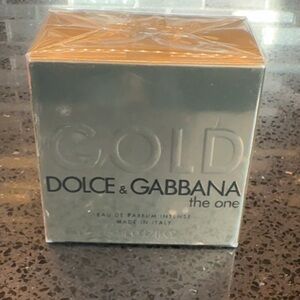 GOLD
DOLCE & GABBANA
the one
EAU DE PARFUM INTENSE
MADE IN ITALY